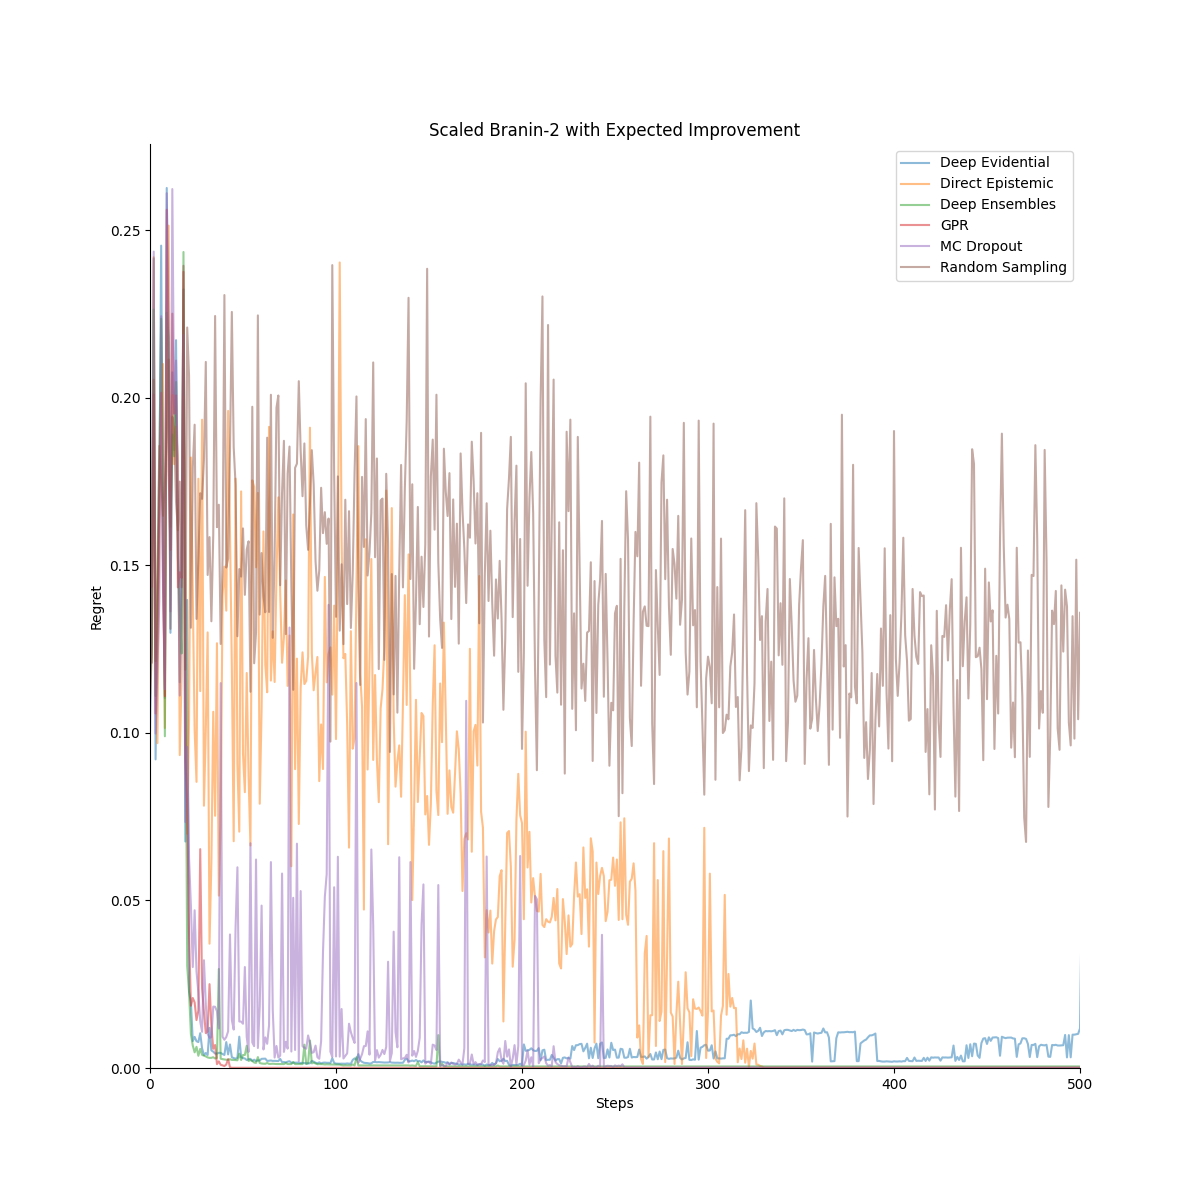 Scaled Branin-2 with Expected Improvement
Deep Evidential
Direct Epistemic
Deep Ensembles
GPR
MC Dropout
Random Sampling
Regret
0.25
0.20
0.15
0.10
0.05
0.00
0 100 200 300 400 500
Steps